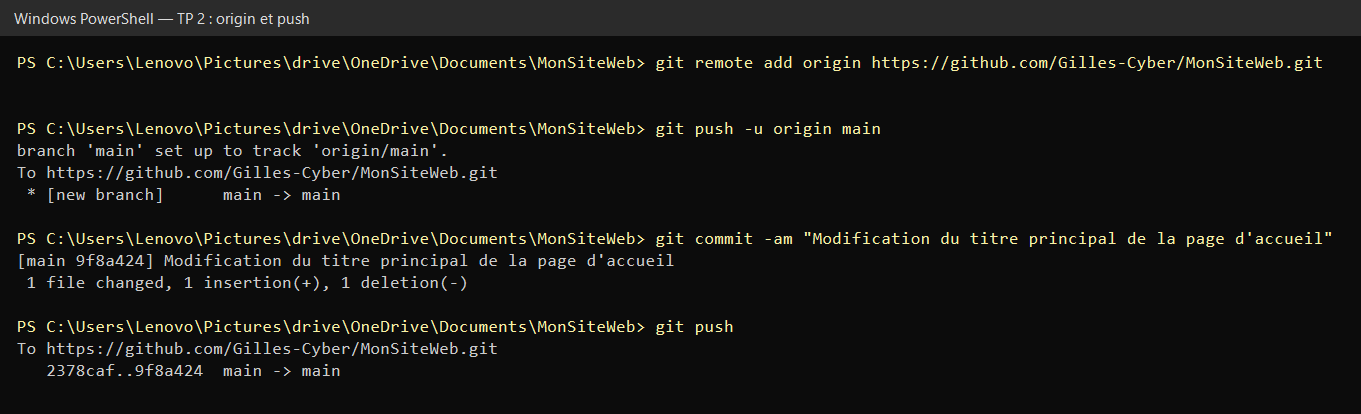 Windows PowerShell — TP 2 : origin et push
PS C:\Users\Lenovo\Pictures\drive\OneDrive\Documents\MonSiteWeb> git remote add origin https://github.com/Gilles-Cyber/MonSiteWeb.git
PS C:\Users\Lenovo\Pictures\drive\OneDrive\Documents\MonSiteWeb> git push -u origin main
branch 'main' set up to track 'origin/main'.
To https://github.com/Gilles-Cyber/MonSiteWeb.git
 * [new branch]      main -> main
PS C:\Users\Lenovo\Pictures\drive\OneDrive\Documents\MonSiteWeb> git commit -am "Modification du titre principal de la page d'accueil"
[main 9f8a424] Modification du titre principal de la page d'accueil
 1 file changed, 1 insertion(+), 1 deletion(-)
PS C:\Users\Lenovo\Pictures\drive\OneDrive\Documents\MonSiteWeb> git push
To https://github.com/Gilles-Cyber/MonSiteWeb.git
   2378caf..9f8a424  main -> main